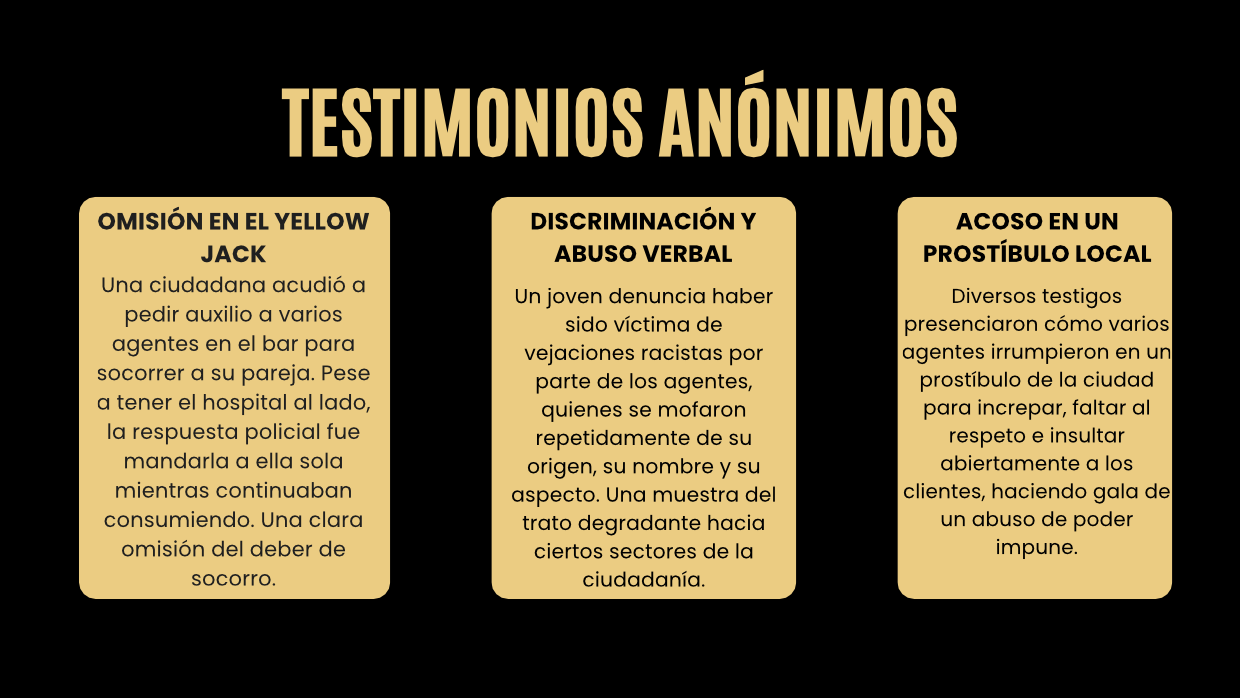 TESTIMONIOS ANÓNIMOS
OMISIÓN EN EL YELLOW
JACK
Una ciudadana acudió a
pedir auxilio a varios
agentes en el bar para
socorrer a su pareja. Pese
a tener el hospital al lado,
la respuesta policial fue
mandarla a ella sola
mientras continuaban
consumiendo. Una clara
omisión del deber de
socorro.
DISCRIMINACIÓN Y
ABUSO VERBAL
Un joven denuncia haber
sido víctima de
vejaciones racistas por
parte de los agentes,
quienes se mofaron
repetidamente de su
origen, su nombre y su
aspecto. Una muestra del
trato degradante hacia
ciertos sectores de la
ciudadanía.
ACOSO EN UN
PROSTÍBULO LOCAL
Diversos testigos
presenciaron cómo varios
agentes irrumpieron en un
prostíbulo de la ciudad
para increpar, faltar al
respeto e insultar
abiertamente a los
clientes, haciendo gala de
un abuso de poder
impune.